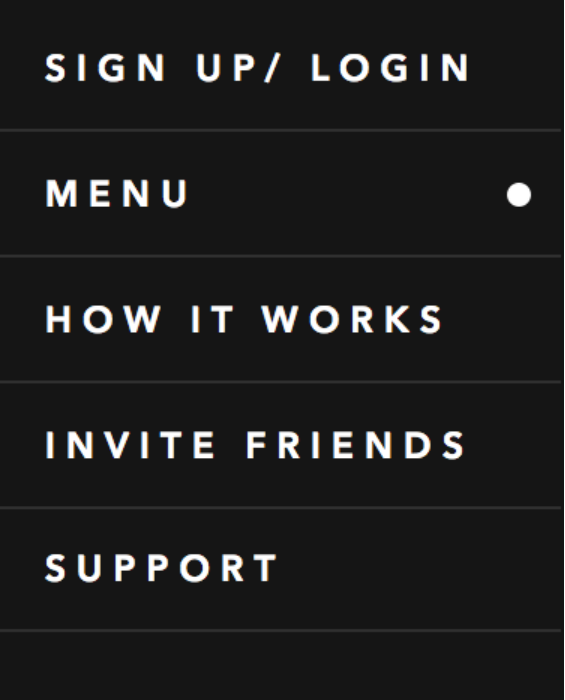 SIGN UP/ LOGIN
MENU
HOW IT WORKS
INVITE FRIENDS
SUPPORT